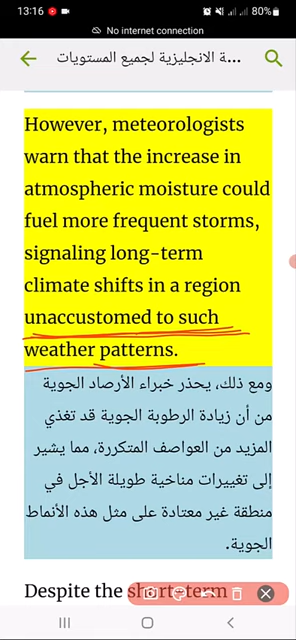 13:16
80%
No internet connection
ة الانجليزية لجميع المستويات...
However, meteorologists
warn that the increase in
atmospheric moisture could
fuel more frequent storms,
signaling long-term
climate shifts in a region
unaccustomed to such
weather patterns.
ومع ذلك، يحذر خبراء الأرصاد الجوية
من أن زيادة الرطوبة الجوية قد تغذي
المزيد من العواصف المتكررة، مما يشير
إلى تغييرات مناخية طويلة الأجل في
منطقة غير معتادة على مثل هذه الأنماط
الجوية.
Despite the short-term